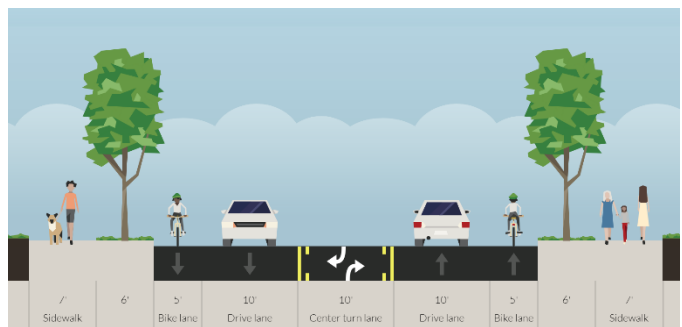 7' 6' 5' 10' 10' 10' 5' 6' 7'
Sidewalk Bike lane Drive lane Center turn lane Drive lane Bike lane Sidewalk